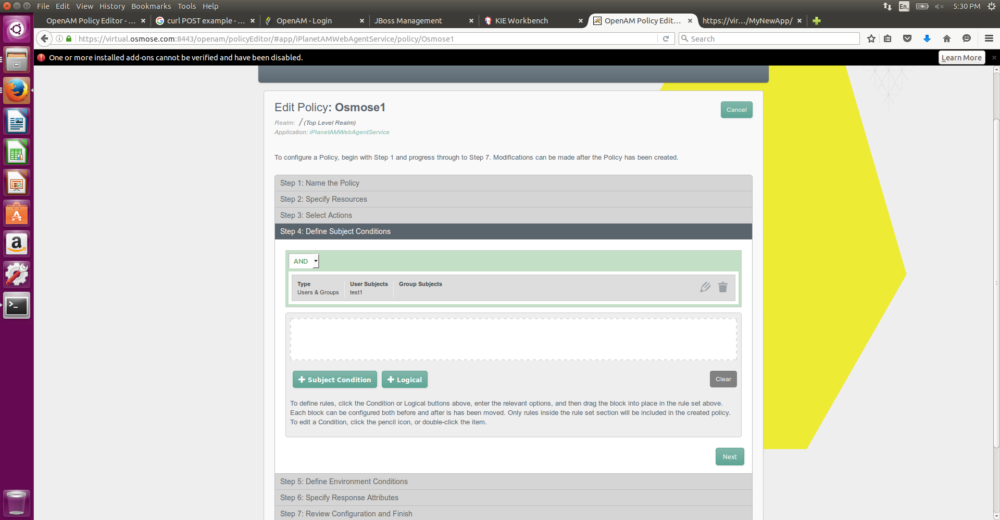 File Edit View History Bookmarks Tools Help
En1 5:30 PM
OpenAM Policy Editor - ...
curl POST example - ...
OpenAM - Login
JBoss Management
KIE Workbench
OpenAM Policy Edit...
https://vir.../MyNewApp/
https://virtual.osmose.com:8443/openam/policyEditor/#app/iPlanetAMWebAgentService/policy/Osmose1
Search
One or more installed add-ons cannot be verified and have been disabled.
Learn More
Edit Policy: Osmose1
Cancel
Realm: / (Top Level Realm)
Application: iPlanetAMWebAgentService
To configure a Policy, begin with Step 1 and progress through to Step 7. Modifications can be made after the Policy has been created.
Step 1: Name the Policy
Step 2: Specify Resources
Step 3: Select Actions
Step 4: Define Subject Conditions
AND
Type User Subjects Group Subjects
Users & Groups test1
Subject Condition
Logical
Clear
To define rules, click the Condition or Logical buttons above, enter the relevant options, and then drag the block into place in the rule set above.
Each block can be configured both before and after is has been moved. Only rules inside the rule set section will be included in the created policy.
To edit a Condition, click the pencil icon, or double-click the item.
Next
Step 5: Define Environment Conditions
Step 6: Specify Response Attributes
Step 7: Review Configuration and Finish